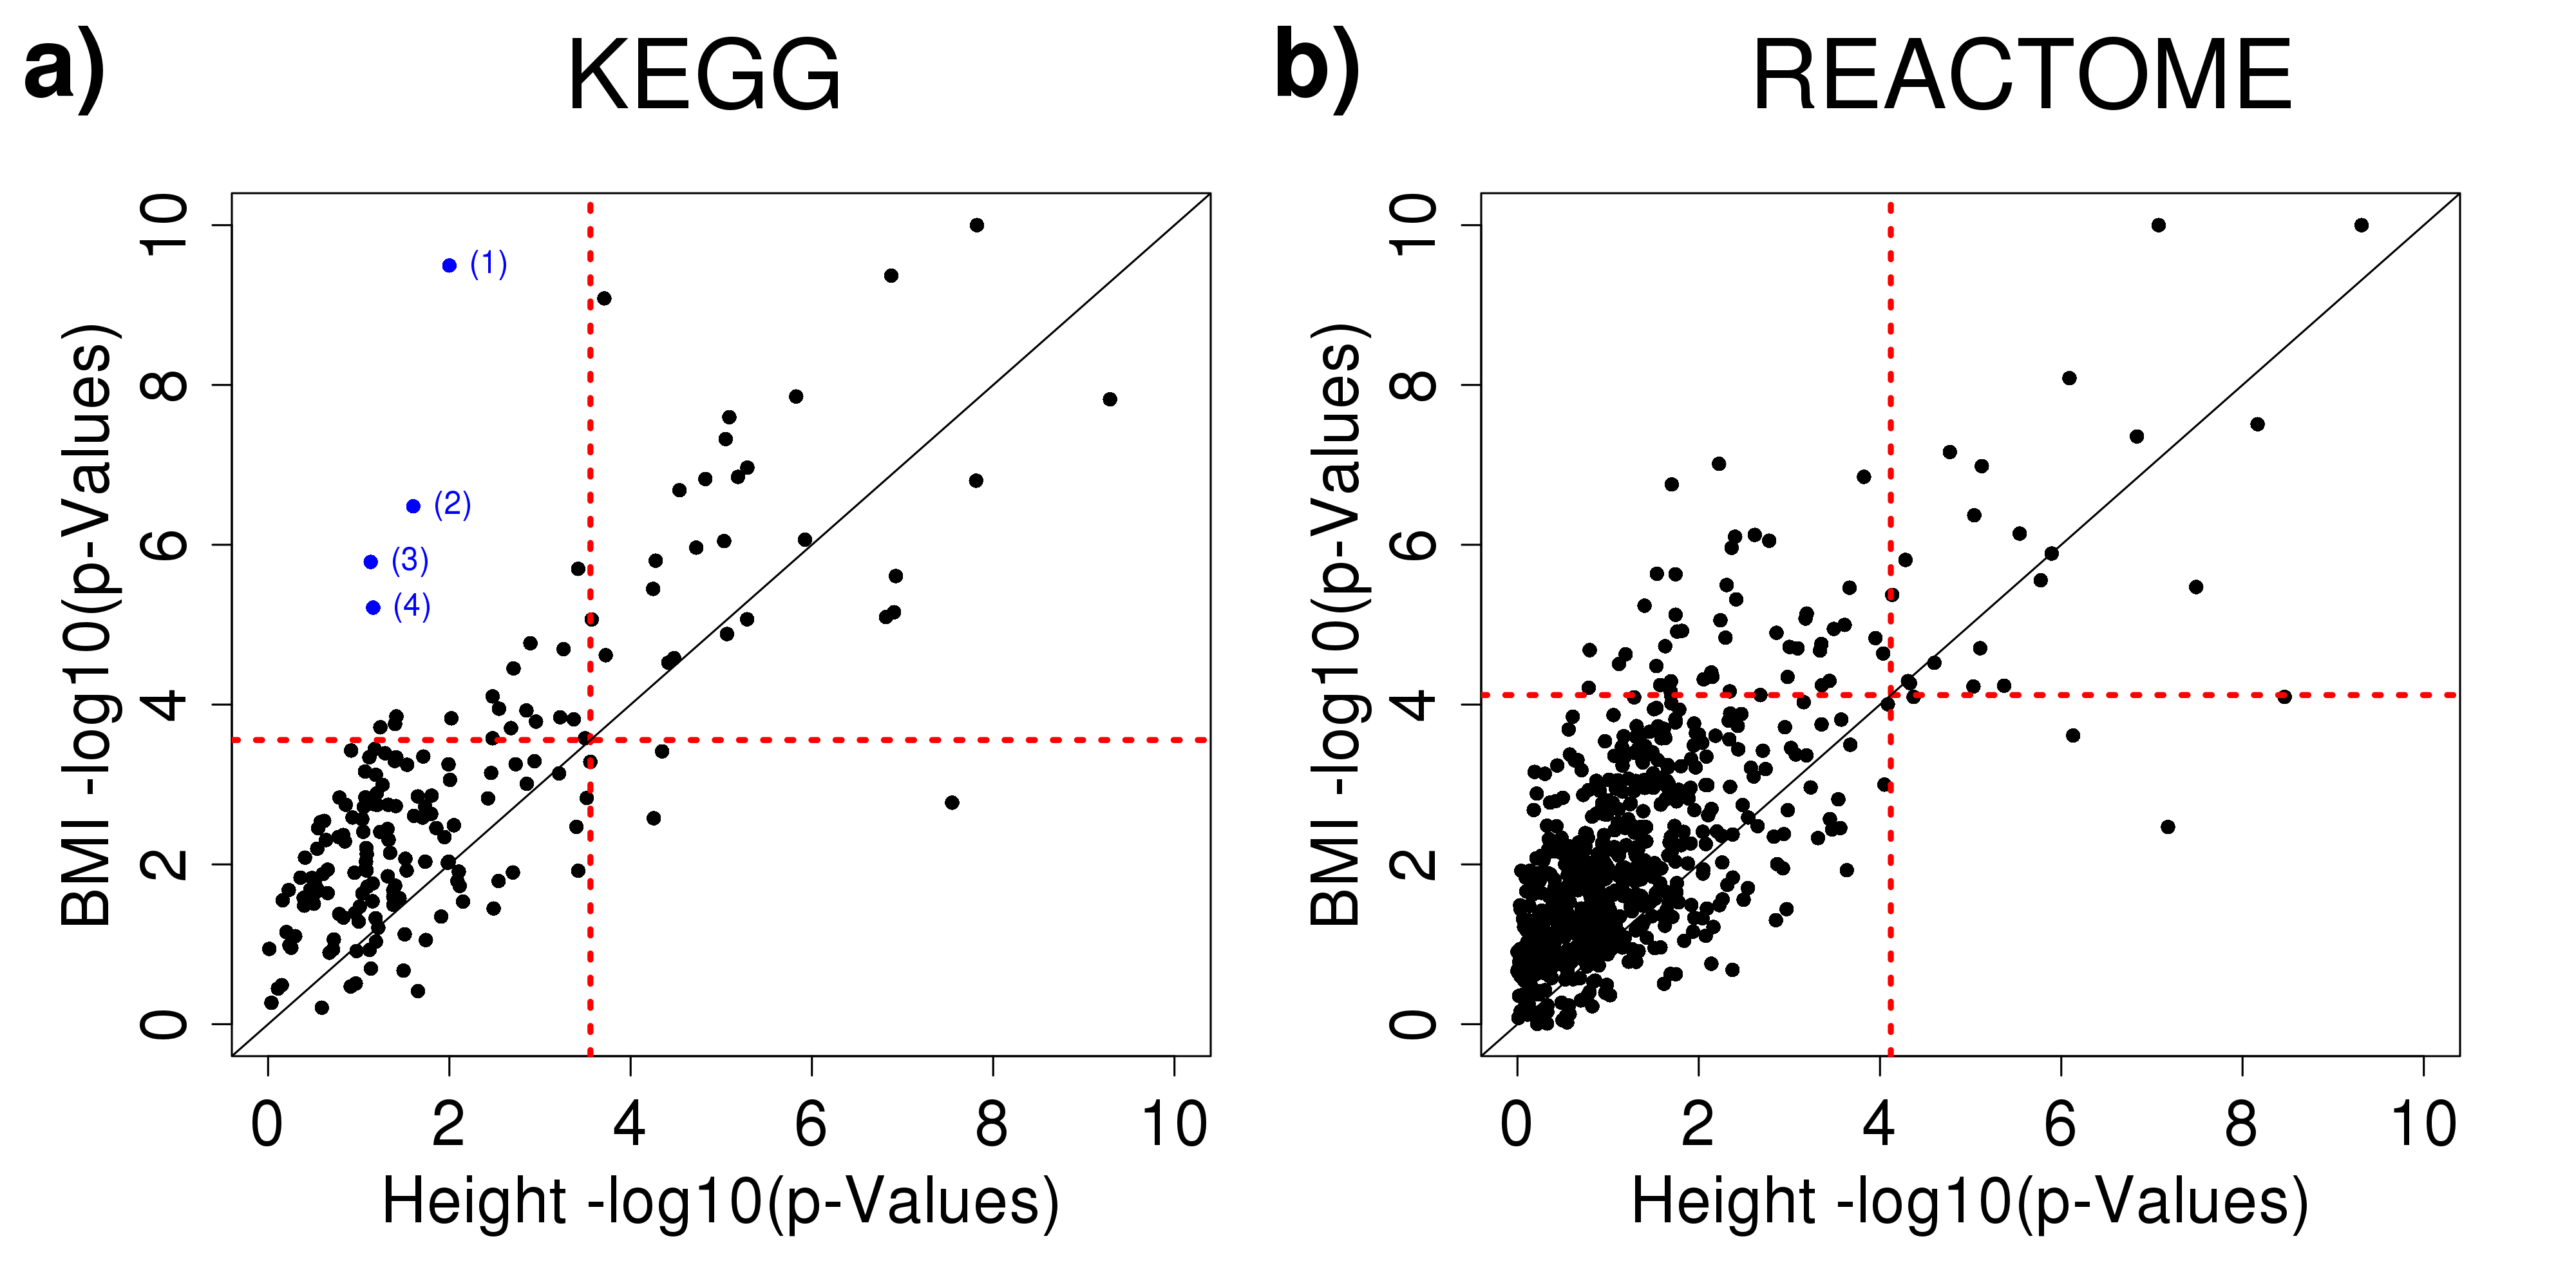 a) KEGG
10
8
6
4
2
0
BMI -log10(p-Values)
(1)
(2)
(3)
(4)
0 2 4 6 8 10
Height -log10(p-Values)
b) REACTOME
10
8
6
4
2
0
BMI -log10(p-Values)
0 2 4 6 8 10
Height -log10(p-Values)